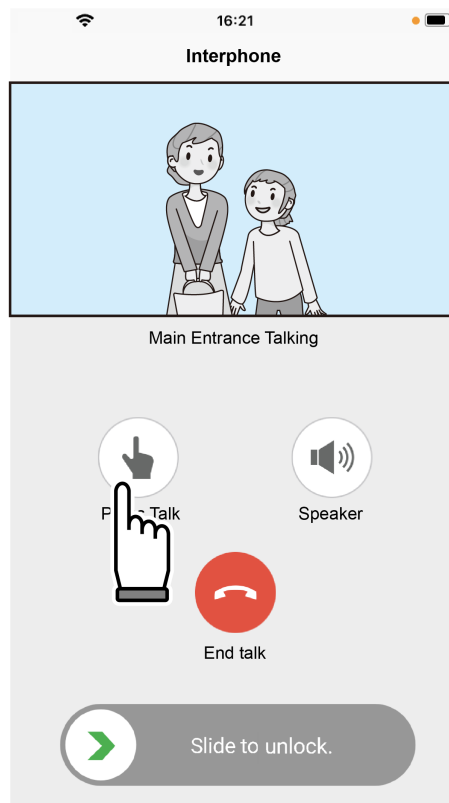 16:21
Interphone
Main Entrance Talking
Talk
Speaker
End talk
Slide to unlock.